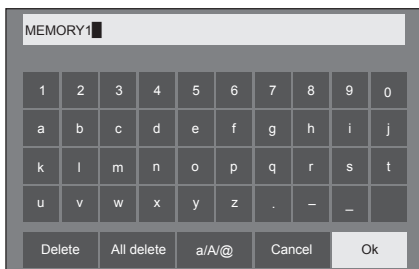 MEMORY1
1 2 3 4 5 6 7 8 9 0
a b c d e f g h i j
k l m n o p q r s t
u v w x y z . – _
Delete All delete a/A/@ Cancel Ok